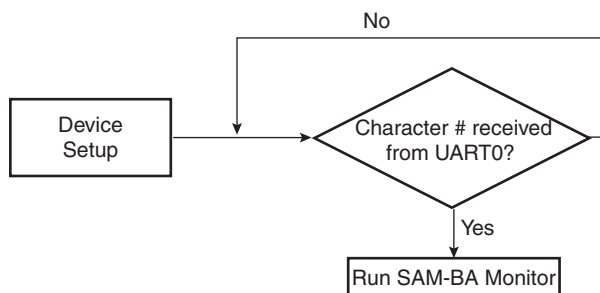 No
Device
Setup
Character # received
from UART0?
Yes
Run SAM-BA Monitor